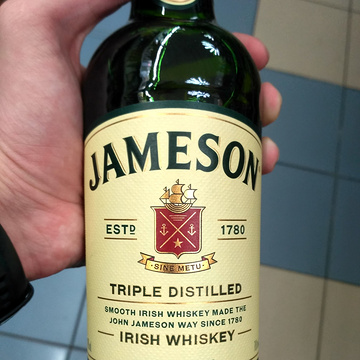 JAMESON
ESTD 1780
SINE METU
TRIPLE DISTILLED
SMOOTH IRISH WHISKEY MADE THE
JOHN JAMESON WAY SINCE 1780
IRISH WHISKEY